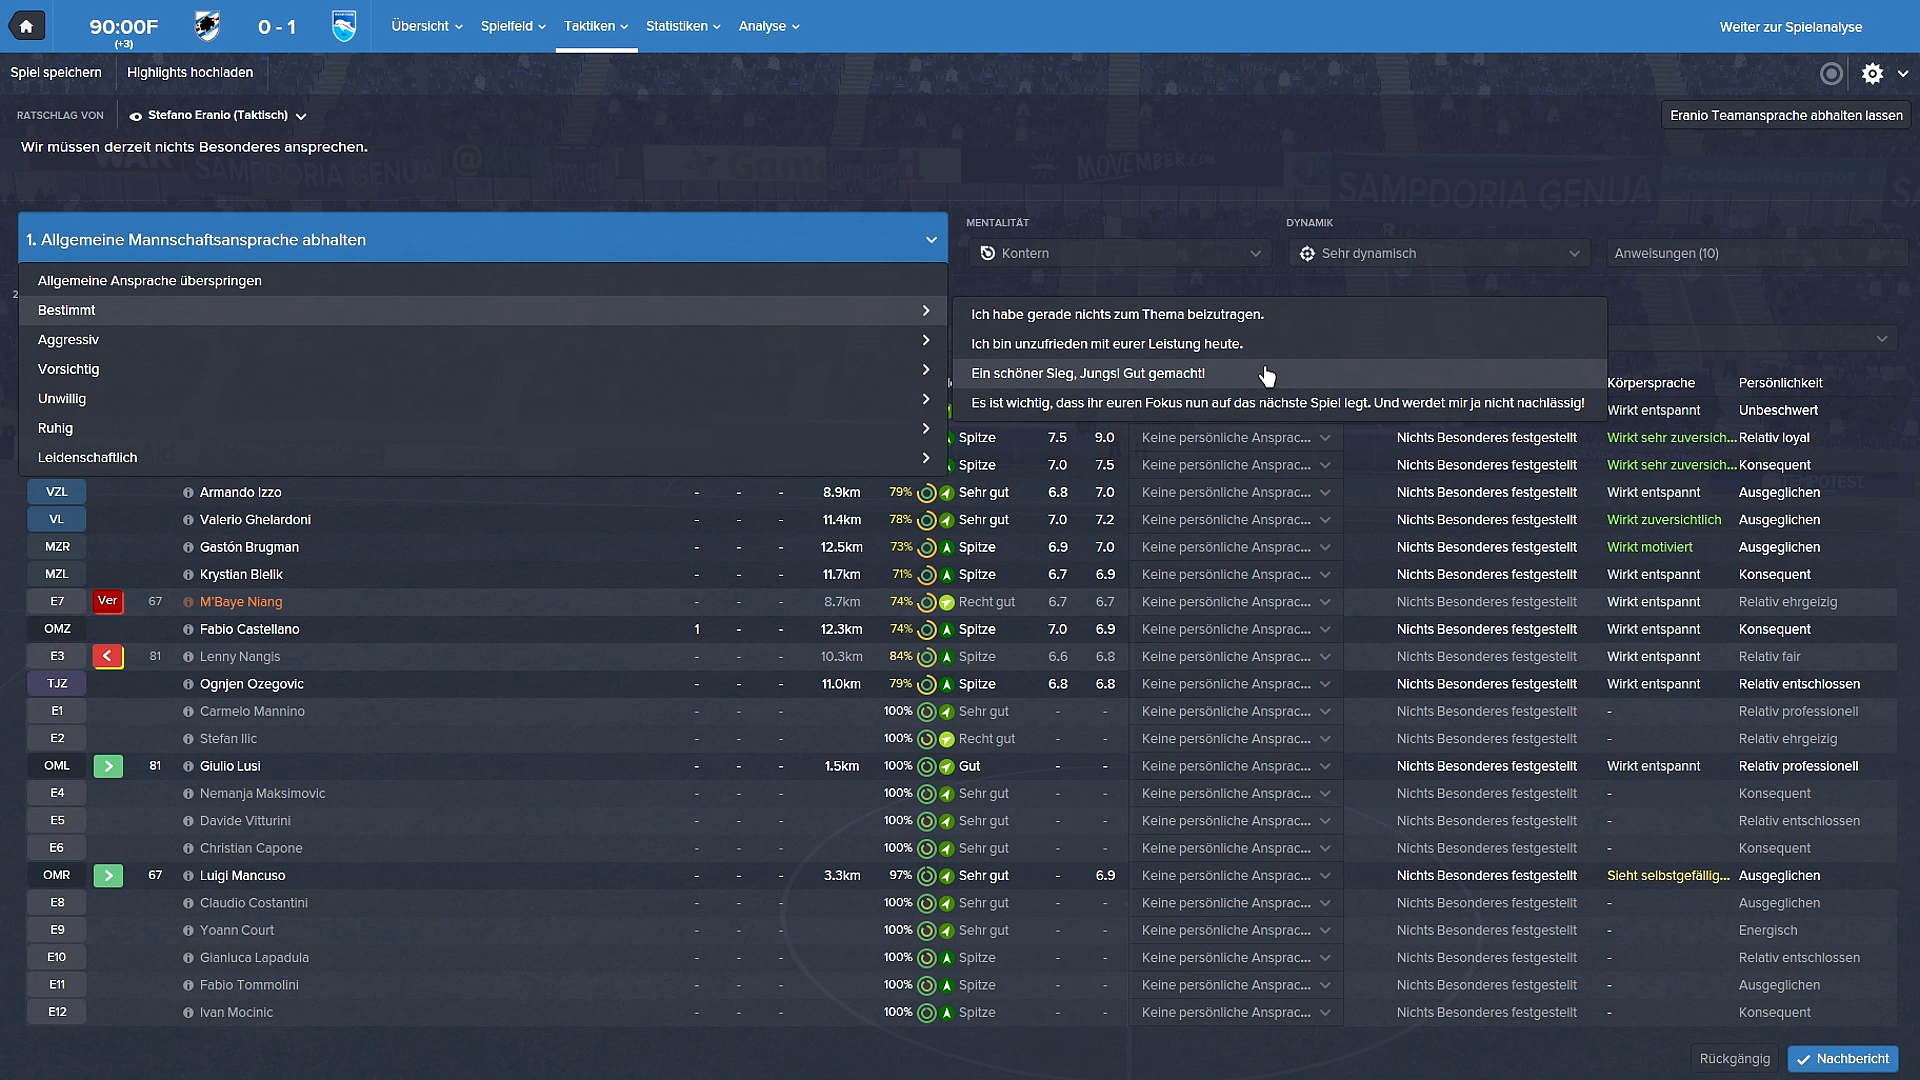 90:00F
(+3)
0 - 1
Übersicht
Spielfeld
Taktiken
Statistiken
Analyse
Weiter zur Spielanalyse
Spiel speichern
Highlights hochladen
RATSCHLAG VON
Stefano Eranio (Taktisch)
Eranio Teamansprache abhalten lassen
Wir müssen derzeit nichts Besonderes ansprechen.
MOVEMBER.COM
SAMPDORIA GENUA
SAMPDORIA GENUA
1. Allgemeine Mannschaftsansprache abhalten
MENTALITÄT
DYNAMIK
Kontern
Sehr dynamisch
Anweisungen (10)
Allgemeine Ansprache überspringen
Bestimmt
Aggressiv
Vorsichtig
Unwillig
Ruhig
Leidenschaftlich
Ich habe gerade nichts zum Thema beizutragen.
Ich bin unzufrieden mit eurer Leistung heute.
Ein schöner Sieg, Jungs! Gut gemacht!
Es ist wichtig, dass ihr euren Fokus nun auf das nächste Spiel legt. Und werdet mir ja nicht nachlässig!
Körpersprache Persönlichkeit
Wirkt entspannt Unbeschwert
Spitze 7.5 9.0 Keine persönliche Ansprac... Nichts Besonderes festgestellt Wirkt sehr zuversich... Relativ loyal
Spitze 7.0 7.5 Keine persönliche Ansprac... Nichts Besonderes festgestellt Wirkt sehr zuversich... Konsequent
VZL Armando Izzo - - - 8.9km 79% Sehr gut 6.8 7.0 Keine persönliche Ansprac... Nichts Besonderes festgestellt Wirkt entspannt Ausgeglichen
VL Valerio Ghelardoni - - - 11.4km 78% Sehr gut 7.0 7.2 Keine persönliche Ansprac... Nichts Besonderes festgestellt Wirkt zuversichtlich Ausgeglichen
MZR Gastón Brugman - - - 12.5km 73% Spitze 6.9 7.0 Keine persönliche Ansprac... Nichts Besonderes festgestellt Wirkt motiviert Ausgeglichen
MZL Krystian Bielik - - - 11.7km 71% Spitze 6.7 6.9 Keine persönliche Ansprac... Nichts Besonderes festgestellt Wirkt entspannt Konsequent
E7 Ver 67 M'Baye Niang - - - 8.7km 74% Recht gut 6.7 6.7 Keine persönliche Ansprac... Nichts Besonderes festgestellt Wirkt entspannt Relativ ehrgeizig
OMZ Fabio Castellano 1 - - 12.3km 74% Spitze 7.0 6.9 Keine persönliche Ansprac... Nichts Besonderes festgestellt Wirkt entspannt Konsequent
E3 81 Lenny Nangis - - - 10.3km 84% Spitze 6.6 6.8 Keine persönliche Ansprac... Nichts Besonderes festgestellt Wirkt entspannt Relativ fair
TJZ Ognjen Ozegovic - - - 11.0km 79% Spitze 6.8 6.8 Keine persönliche Ansprac... Nichts Besonderes festgestellt Wirkt entspannt Relativ entschlossen
E1 Carmelo Mannino - - - 100% Sehr gut - - Keine persönliche Ansprac... Nichts Besonderes festgestellt - Relativ professionell
E2 Stefan Ilic - - - 100% Recht gut - - Keine persönliche Ansprac... Nichts Besonderes festgestellt - Relativ ehrgeizig
OML 81 Giulio Lusi - - - 1.5km 100% Gut - - Keine persönliche Ansprac... Nichts Besonderes festgestellt Wirkt entspannt Relativ professionell
E4 Nemanja Maksimovic - - - 100% Sehr gut - - Keine persönliche Ansprac... Nichts Besonderes festgestellt - Konsequent
E5 Davide Vitturini - - - 100% Sehr gut - - Keine persönliche Ansprac... Nichts Besonderes festgestellt - Relativ entschlossen
E6 Christian Capone - - - 100% Sehr gut - - Keine persönliche Ansprac... Nichts Besonderes festgestellt - Konsequent
OMR 67 Luigi Mancuso - - - 3.3km 97% Sehr gut - 6.9 Keine persönliche Ansprac... Nichts Besonderes festgestellt Sieht selbstgefällig... Ausgeglichen
E8 Claudio Costantini - - - 100% Sehr gut - - Keine persönliche Ansprac... Nichts Besonderes festgestellt - Ausgeglichen
E9 Yoann Court - - - 100% Sehr gut - - Keine persönliche Ansprac... Nichts Besonderes festgestellt - Energisch
E10 Gianluca Lapadula - - - 100% Spitze - - Keine persönliche Ansprac... Nichts Besonderes festgestellt - Relativ entschlossen
E11 Fabio Tommolini - - - 100% Spitze - - Keine persönliche Ansprac... Nichts Besonderes festgestellt - Ausgeglichen
E12 Ivan Mocinic - - - 100% Spitze - - Keine persönliche Ansprac... Nichts Besonderes festgestellt - Konsequent
Rückgängig
Nachbericht